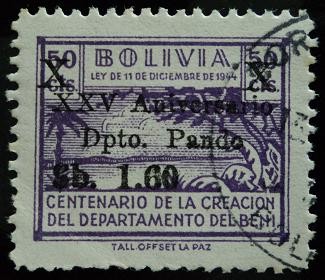 50 BOLIVIA 50
cts. LEY DE 11 DE DICIEMBRE DE 1944 cts.
X X
XXV Aniversario
Dpto. Pando
$b. 1.60
CENTENARIO DE LA CREACION
DEL DEPARTAMENTO DEL BENI
TALL. OFFSET LA PAZ